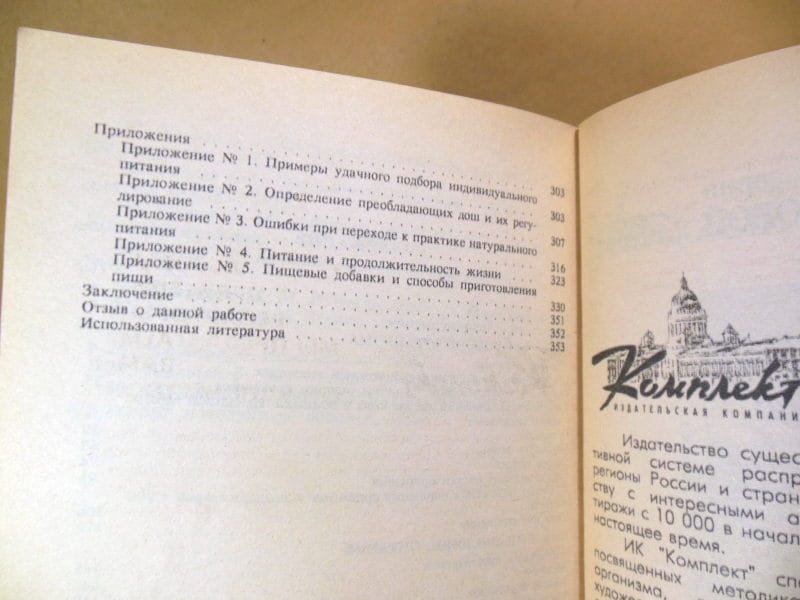 Приложения . . . . . . . . . . . . . . . . . . . . 303
Приложение № 1. Примеры удачного подбора индивидуального
питания . . . . . . . . . . . . . . . . . . . . 303
Приложение № 2. Определение преобладающих дош и их регу-
лирование . . . . . . . . . . . . . . . . . . . . 307
Приложение № 3. Ошибки при переходе к практике натурального
питания . . . . . . . . . . . . . . . . . . . . 316
Приложение № 4. Питание и продолжительность жизни . . . . 323
Приложение № 5. Пищевые добавки и способы приготовления
пищи . . . . . . . . . . . . . . . . . . . . 330
Заключение . . . . . . . . . . . . . . . . . . . . 351
Отзыв о данной работе . . . . . . . . . . . . . . . . 352
Использованная литература . . . . . . . . . . . . . . 353
Комплект
ИЗДАТЕЛЬСКАЯ КОМПАНИ
Издательство сущес
тивной системе распр
регионы России и стран
ству с интересными а
тиражи с 10 000 в начал
настоящее время.
ИК "Комплект" спе
посвященных методика
организма,
художе